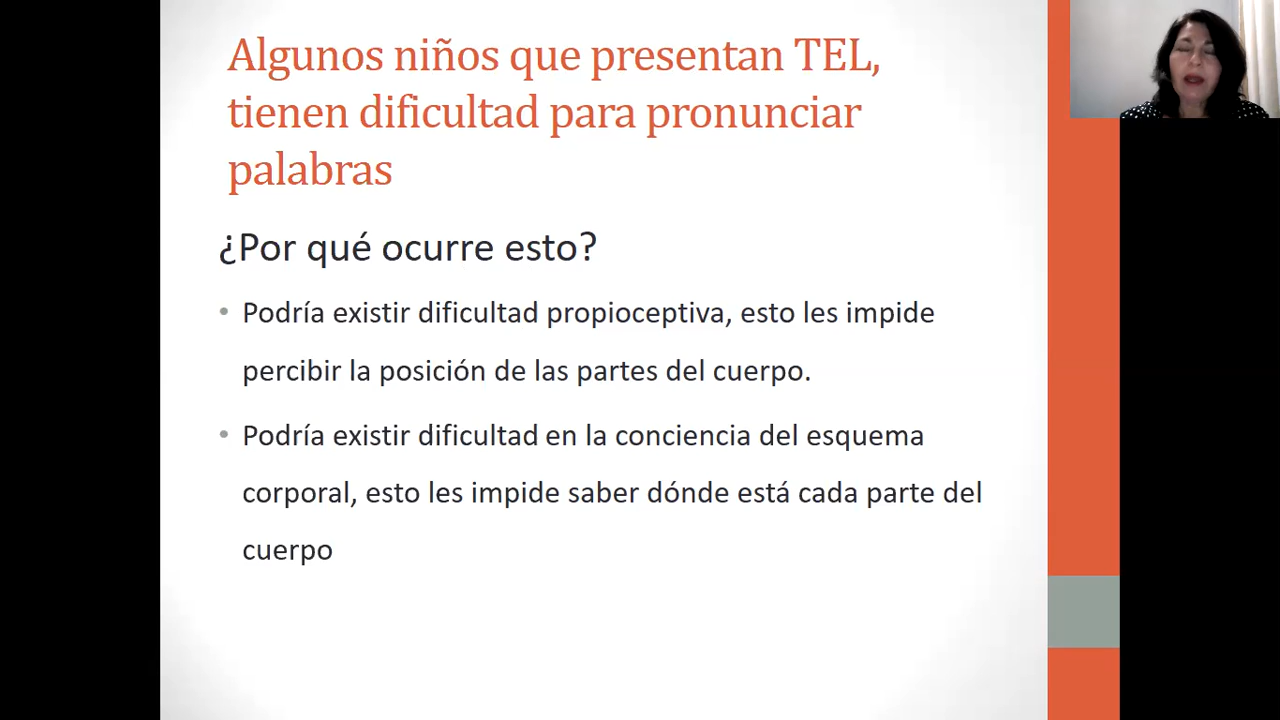 Algunos niños que presentan TEL,
tienen dificultad para pronunciar
palabras
¿Por qué ocurre esto?
• Podría existir dificultad propioceptiva, esto les impide
percibir la posición de las partes del cuerpo.
• Podría existir dificultad en la conciencia del esquema
corporal, esto les impide saber dónde está cada parte del
cuerpo